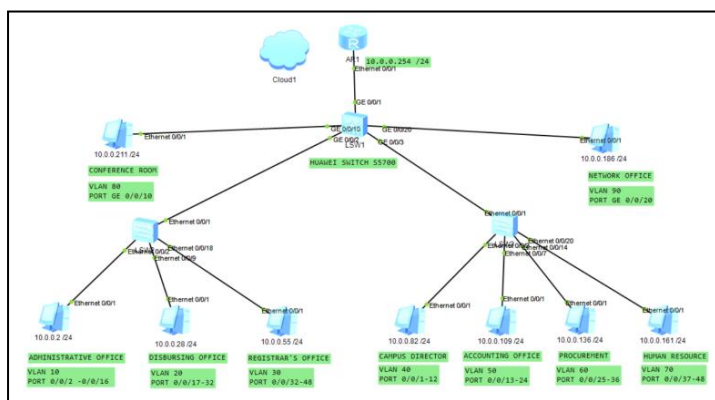 AR1
10.0.0.254 /24
Ethernet 0/0/1
Cloud1
GE 0/0/1
GE 0/0/10
GE 0/0/20
Ethernet 0/0/1
GE 0/0/2
GE 0/0/3
LSW1
Ethernet 0/0/1
10.0.0.211 /24
HUAWEI SWITCH S5700
10.0.0.186 /24
CONFERENCE ROOM
VLAN 80
PORT GE 0/0/10
NETWORK OFFICE
VLAN 90
PORT GE 0/0/20
Ethernet 0/0/1
Ethernet 0/0/1
Ethernet 0/0/18
Ethernet 0/0/9
Ethernet 0/0/20
Ethernet 0/0/14
Ethernet 0/0/7
Ethernet 0/0/1
Ethernet 0/0/1
Ethernet 0/0/1
Ethernet 0/0/1
Ethernet 0/0/1
Ethernet 0/0/1
Ethernet 0/0/1
10.0.0.2 /24
10.0.0.28 /24
10.0.0.55 /24
10.0.0.82 /24
10.0.0.109 /24
10.0.0.136 /24
10.0.0.161 /24
ADMINISTRATIVE OFFICE
VLAN 10
PORT 0/0/2 -0/0/16
DISBURSING OFFICE
VLAN 20
PORT 0/0/17-32
REGISTRAR'S OFFICE
VLAN 30
PORT 0/0/32-48
CAMPUS DIRECTOR
VLAN 40
PORT 0/0/1-12
ACCOUNTING OFFICE
VLAN 50
PORT 0/0/13-24
PROCUREMENT
VLAN 60
PORT 0/0/25-36
HUMAN RESOURCE
VLAN 70
PORT 0/0/37-48